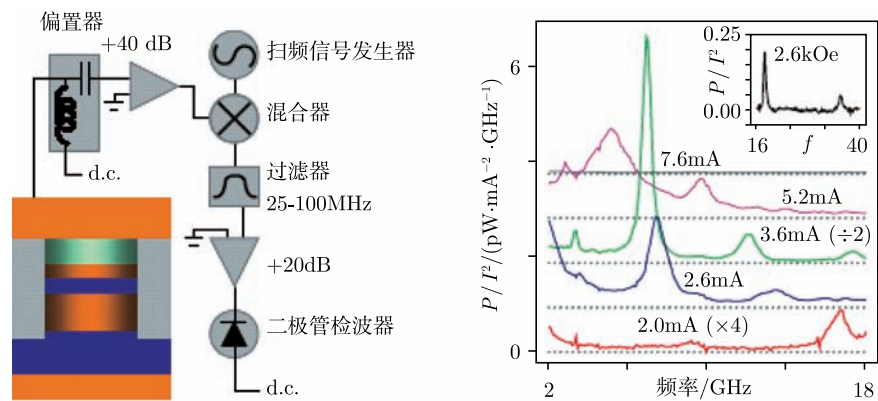 偏置器
+40 dB
扫频信号发生器
混合器
d.c.
过滤器
25-100MHz
+20dB
二极管检波器
d.c.
P/I²/(pW·mA⁻²·GHz⁻¹)
6
0
7.6mA
5.2mA
3.6mA (÷2)
2.6mA
2.0mA (×4)
2
频率/GHz
18
P/I²
0.25
0.00
2.6kOe
16
f
40